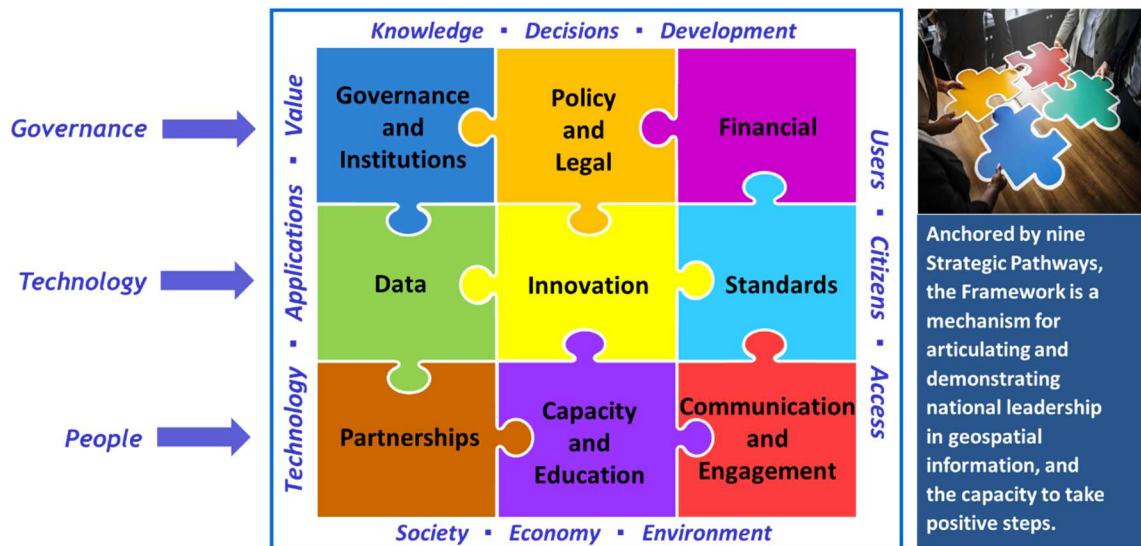 Knowledge ▪ Decisions ▪ Development
Governance
Technology
People
Technology ▪ Applications ▪ Value
Governance
and
Institutions
Policy
and
Legal
Financial
Data
Innovation
Standards
Partnerships
Capacity
and
Education
Communication
and
Engagement
Users ▪ Citizens ▪ Access
Society ▪ Economy ▪ Environment
Anchored by nine
Strategic Pathways,
the Framework is a
mechanism for
articulating and
demonstrating
national leadership
in geospatial
information, and
the capacity to take
positive steps.